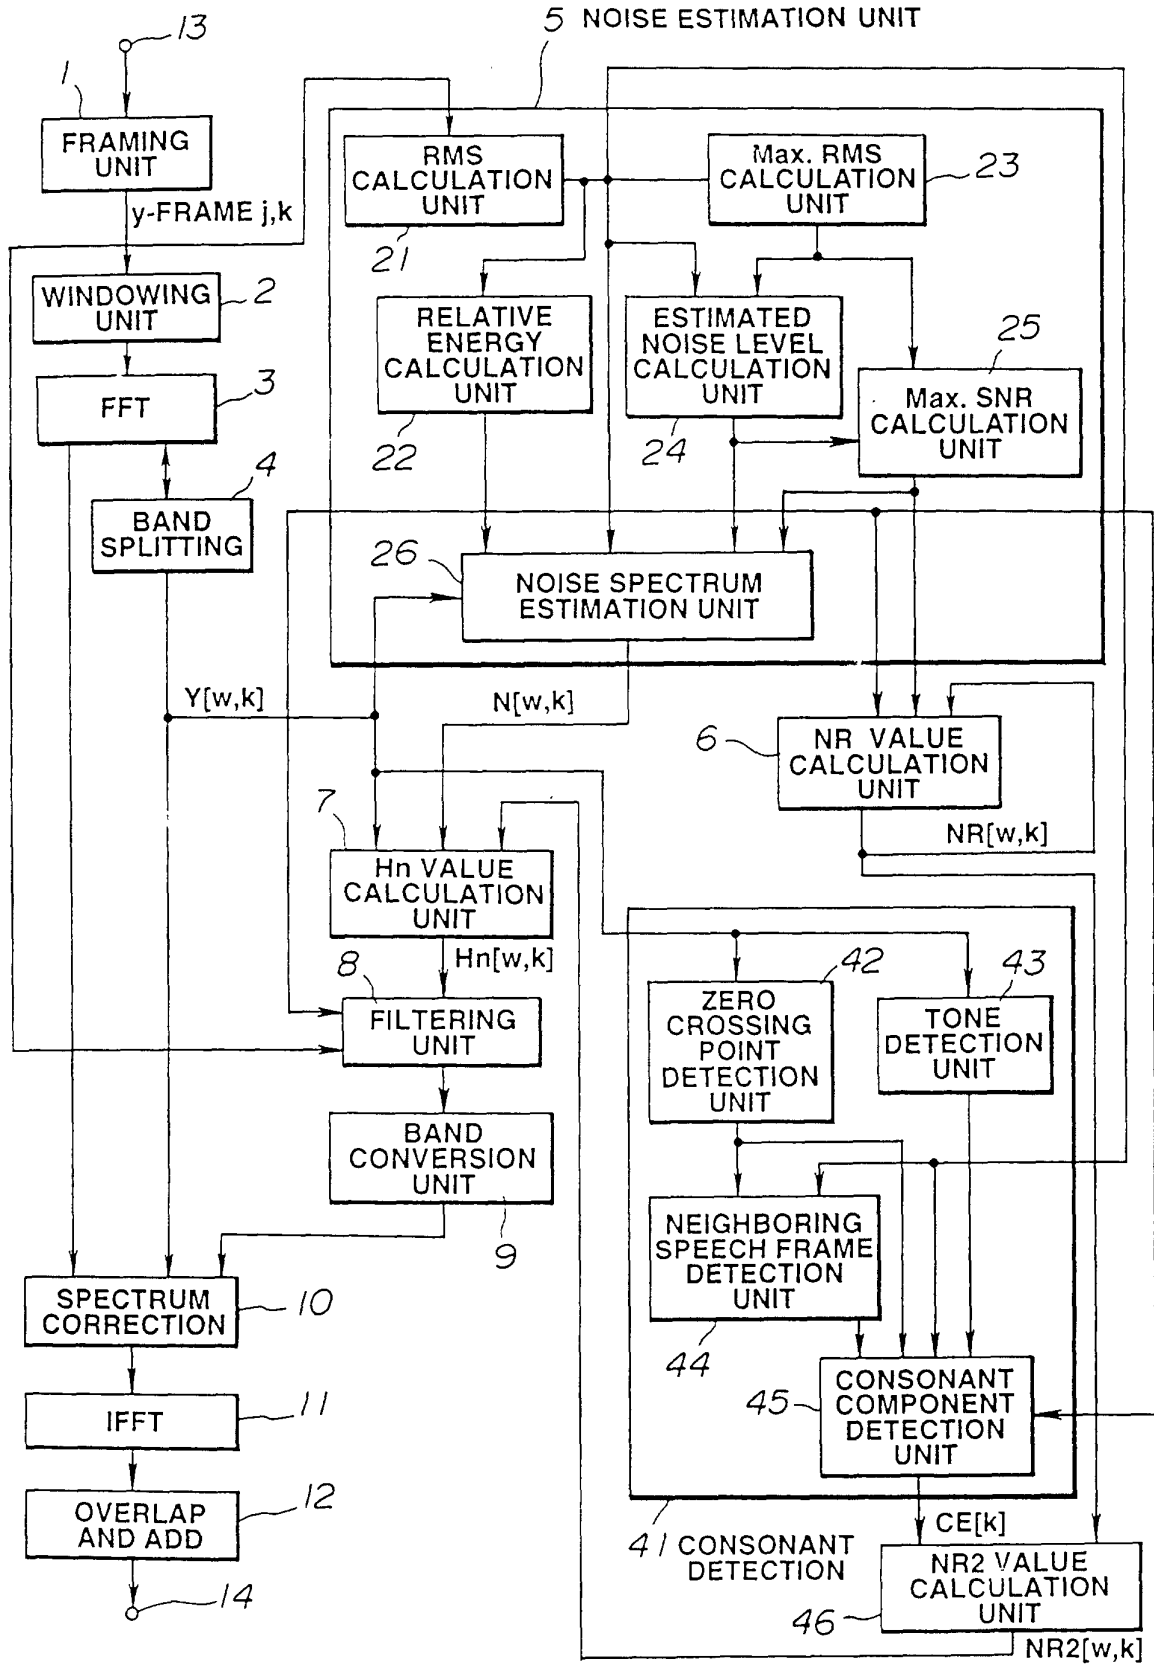 5 NOISE ESTIMATION UNIT
13
1
FRAMING
UNIT
y-FRAME j,k
RMS
CALCULATION
UNIT
21
Max. RMS
CALCULATION
UNIT
23
WINDOWING
UNIT
2
RELATIVE
ENERGY
CALCULATION
UNIT
22
ESTIMATED
NOISE LEVEL
CALCULATION
UNIT
24
25
Max. SNR
CALCULATION
UNIT
FFT
3
4
BAND
SPLITTING
26
NOISE SPECTRUM
ESTIMATION UNIT
Y[w,k]
N[w,k]
6
NR VALUE
CALCULATION
UNIT
NR[w,k]
7
Hn VALUE
CALCULATION
UNIT
Hn[w,k]
8
FILTERING
UNIT
42
ZERO
CROSSING
POINT
DETECTION
UNIT
43
TONE
DETECTION
UNIT
BAND
CONVERSION
UNIT
9
NEIGHBORING
SPEECH FRAME
DETECTION
UNIT
44
SPECTRUM
CORRECTION
10
45
CONSONANT
COMPONENT
DETECTION
UNIT
IFFT
11
OVERLAP
AND ADD
12
14
41 CONSONANT
DETECTION
CE[k]
NR2 VALUE
CALCULATION
UNIT
46
NR2[w,k]